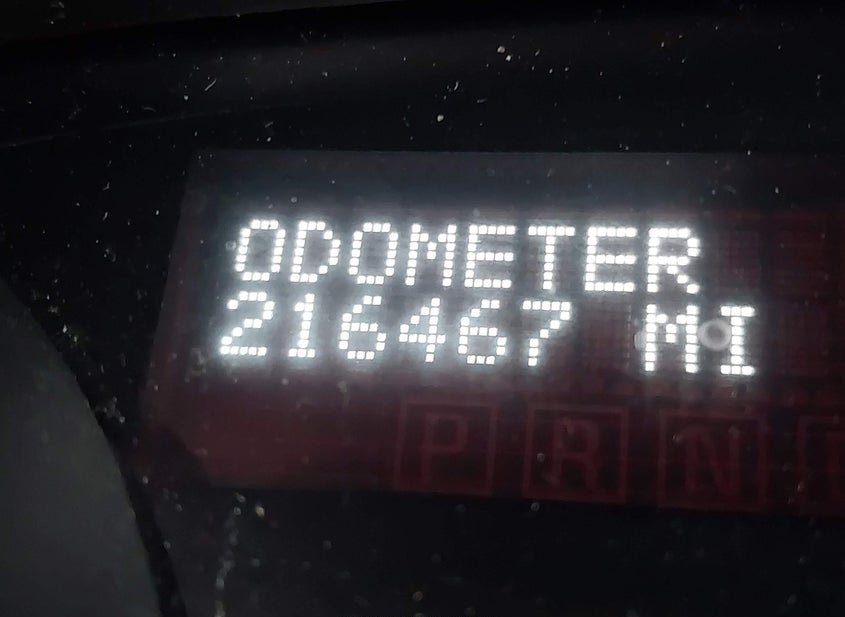 ODOMETER
216467 MI
P R N